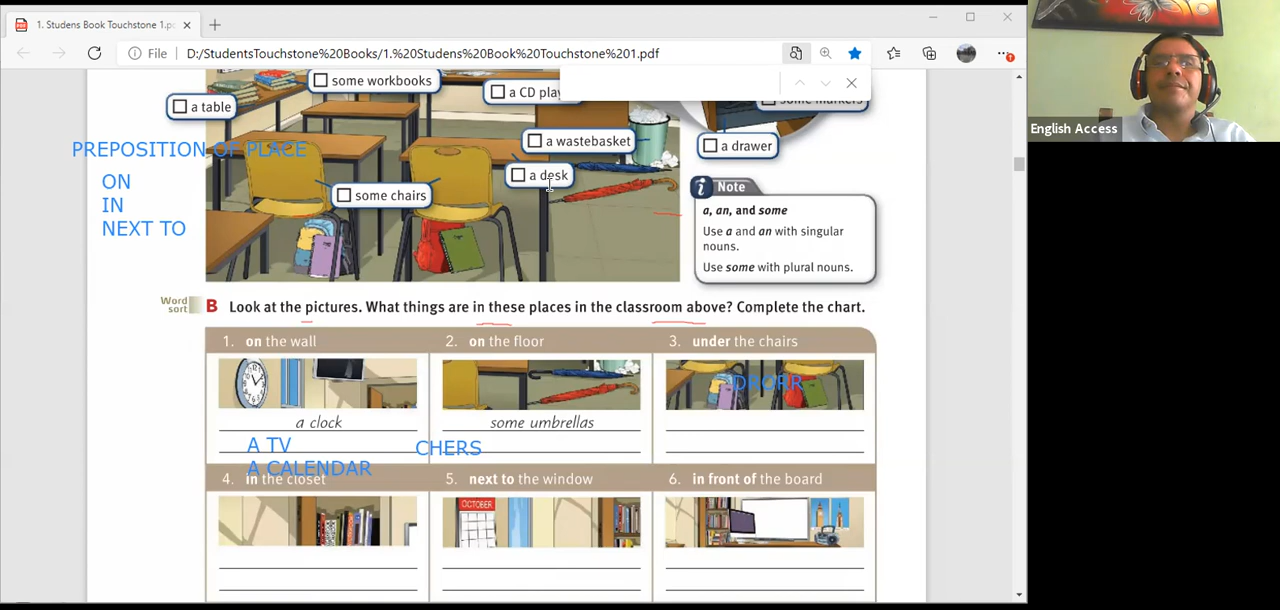 1. Studens Book Touchstone 1.pc
File
D:/StudentsTouchstone%20Books/1.%20Studens%20Book%20Touchstone%201.pdf
English Access
some workbooks
a CD play
some markers
a table
a wastebasket
a drawer
PREPOSITION OF PLACE
a desk
some chairs
ON
IN
NEXT TO
i Note
a, an, and some
Use a and an with singular
nouns.
Use some with plural nouns.
Word
sort
B Look at the pictures. What things are in these places in the classroom above? Complete the chart.
1. on the wall
2. on the floor
3. under the chairs
DRORR
a clock
some umbrellas
A TV
CHERS
A CALENDAR
4. in the closet
5. next to the window
6. in front of the board
OCTOBER